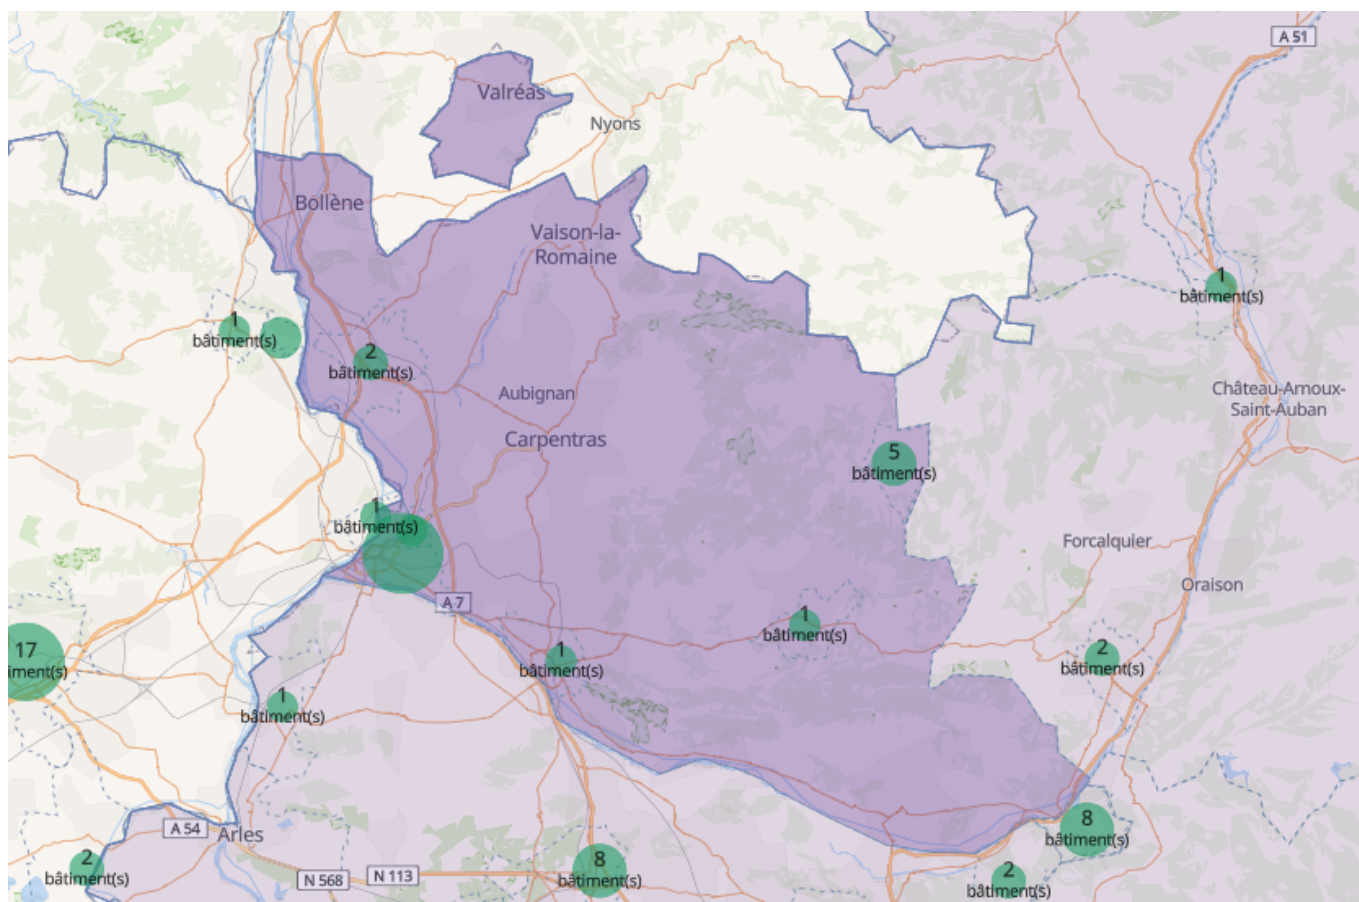 A 51
Valréas
Nyons
Bollène
Vaison-la-
Romaine
1
bâtiment(s)
1
bâtiment(s)
2
bâtiment(s)
Château-Arnoux-
Saint-Auban
Aubignan
Carpentras
5
bâtiment(s)
1
bâtiment(s)
Forcalquier
Oraison
A 7
1
bâtiment(s)
17
iment(s)
1
bâtiment(s)
2
bâtiment(s)
1
bâtiment(s)
A 54
Arles
8
bâtiment(s)
2
bâtiment(s)
N 568
N 113
8
bâtiment(s)
2
bâtiment(s)